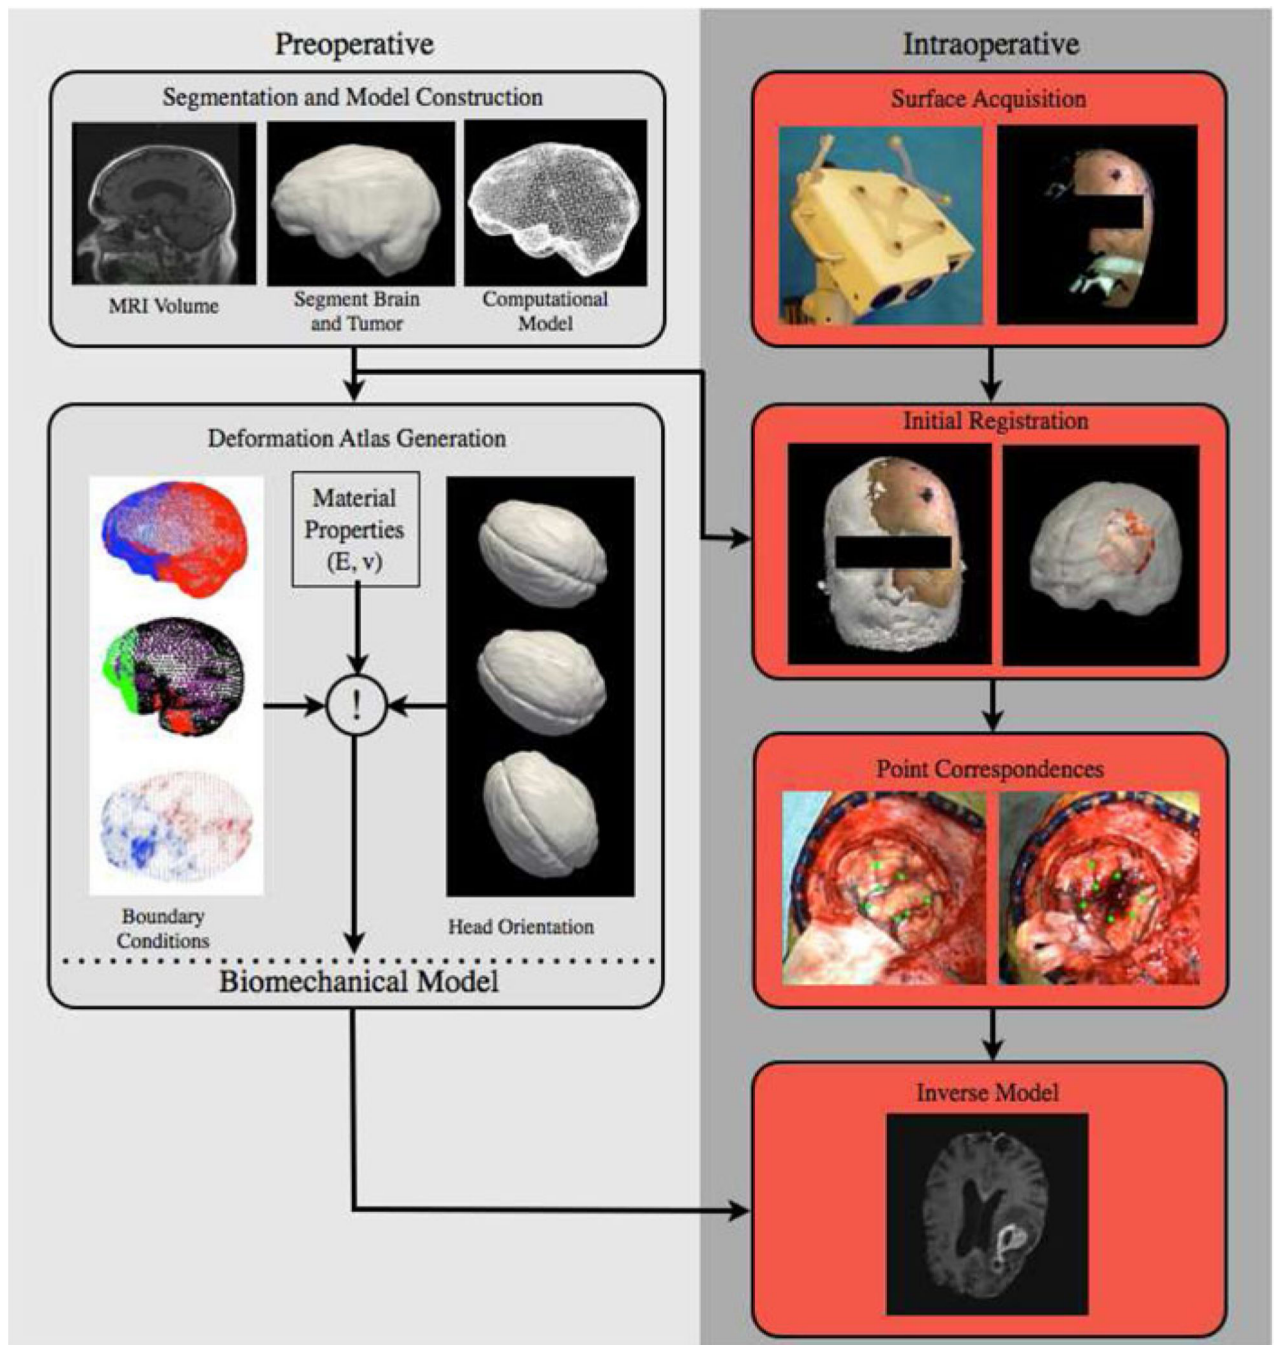 Preoperative
Segmentation and Model Construction
MRI Volume
Segment Brain
and Tumor
Computational
Model
Deformation Atlas Generation
Material
Properties
(E, v)
!
Boundary
Conditions
Head Orientation
Biomechanical Model
Intraoperative
Surface Acquisition
Initial Registration
Point Correspondences
Inverse Model